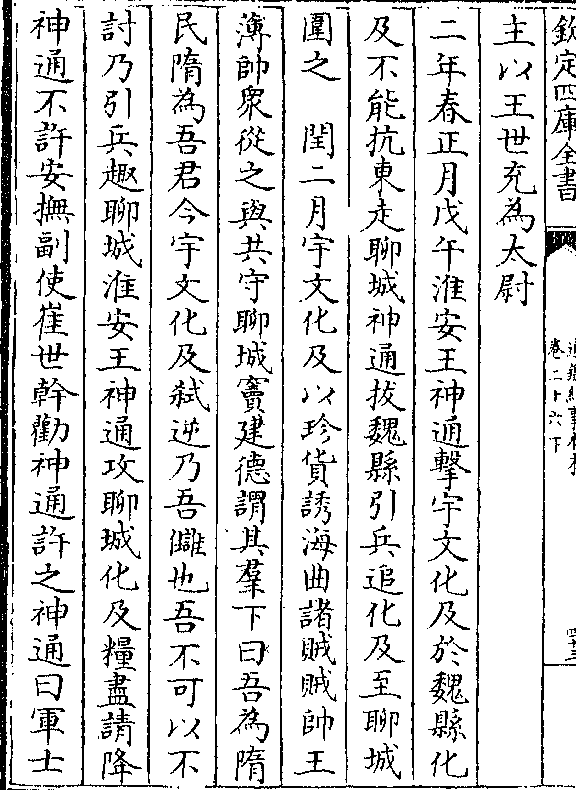 欽定四庫全書
卷二十六下
主以王世充為太尉
二年春正月戊午淮安王神通擊宇文化及於魏縣化
及不能抗東走聊城神通拔魏縣引兵追化及至聊城
圍之　閏二月宇文化及以珍貨誘海曲諸賊賊帥王
薄帥衆從之與共守聊城竇建德謂其羣下曰吾為隋
民隋為吾君今宇文化及弑逆乃吾讎也吾不可以不
討乃引兵趣聊城淮安王神通攻聊城化及糧盡請降
神通不許安撫副使崔世幹勸神通許之神通曰軍士